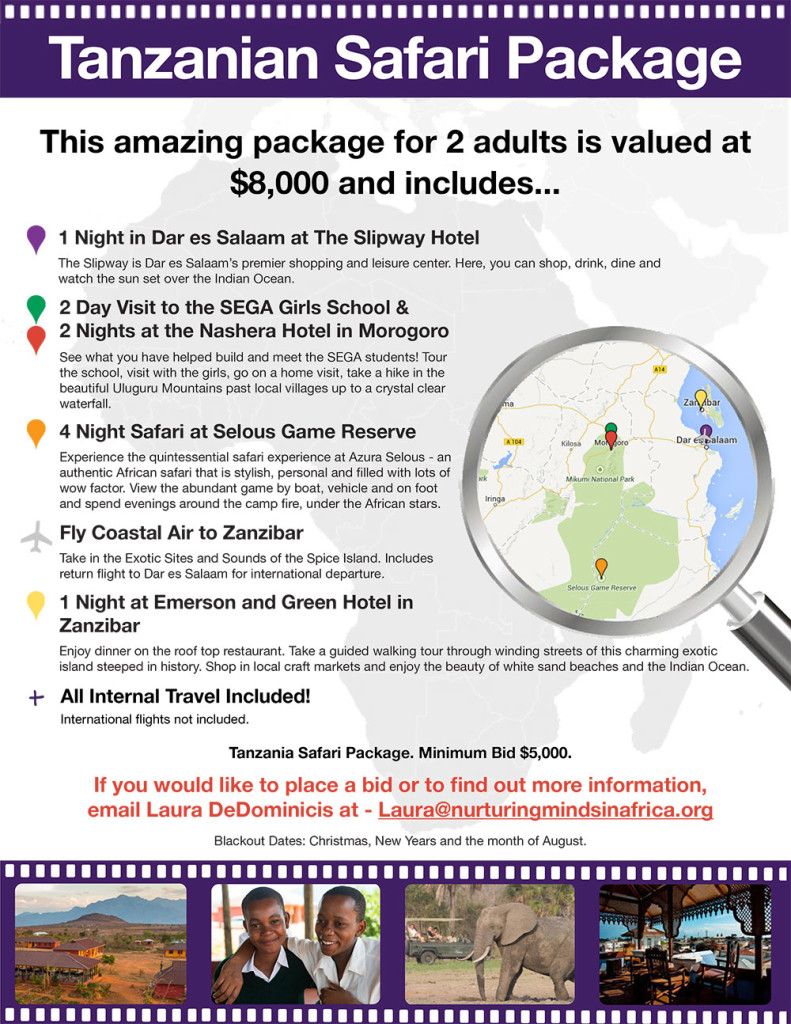 Tanzanian Safari Package
This amazing package for 2 adults is valued at
$8,000 and includes...
1 Night in Dar es Salaam at The Slipway Hotel
The Slipway is Dar es Salaam's premier shopping and leisure center. Here, you can shop, drink, dine and
watch the sun set over the Indian Ocean.
2 Day Visit to the SEGA Girls School &
2 Nights at the Nashera Hotel in Morogoro
See what you have helped build and meet the SEGA students! Tour
the school, visit with the girls, go on a home visit, take a hike in the
beautiful Uluguru Mountains past local villages up to a crystal clear
waterfall.
4 Night Safari at Selous Game Reserve
Experience the quintessential safari experience at Azura Selous - an
authentic African safari that is stylish, personal and filled with lots of
wow factor. View the abundant game by boat, vehicle and on foot
and spend evenings around the camp fire, under the African stars.
Fly Coastal Air to Zanzibar
Take in the Exotic Sites and Sounds of the Spice Island. Includes
return flight to Dar es Salaam for international departure.
1 Night at Emerson and Green Hotel in
Zanzibar
Enjoy dinner on the roof top restaurant. Take a guided walking tour through winding streets of this charming exotic
island steeped in history. Shop in local craft markets and enjoy the beauty of white sand beaches and the Indian Ocean.
+ All Internal Travel Included!
International flights not included.
A14
Zanzibar
A 104
Kilosa
Morogoro
Dar es Salaam
Mikumi National Park
Iringa
Selous Game Reserve
Tanzania Safari Package. Minimum Bid $5,000.
If you would like to place a bid or to find out more information,
email Laura DeDominicis at - Laura@nurturingmindsinafrica.org
Blackout Dates: Christmas, New Years and the month of August.